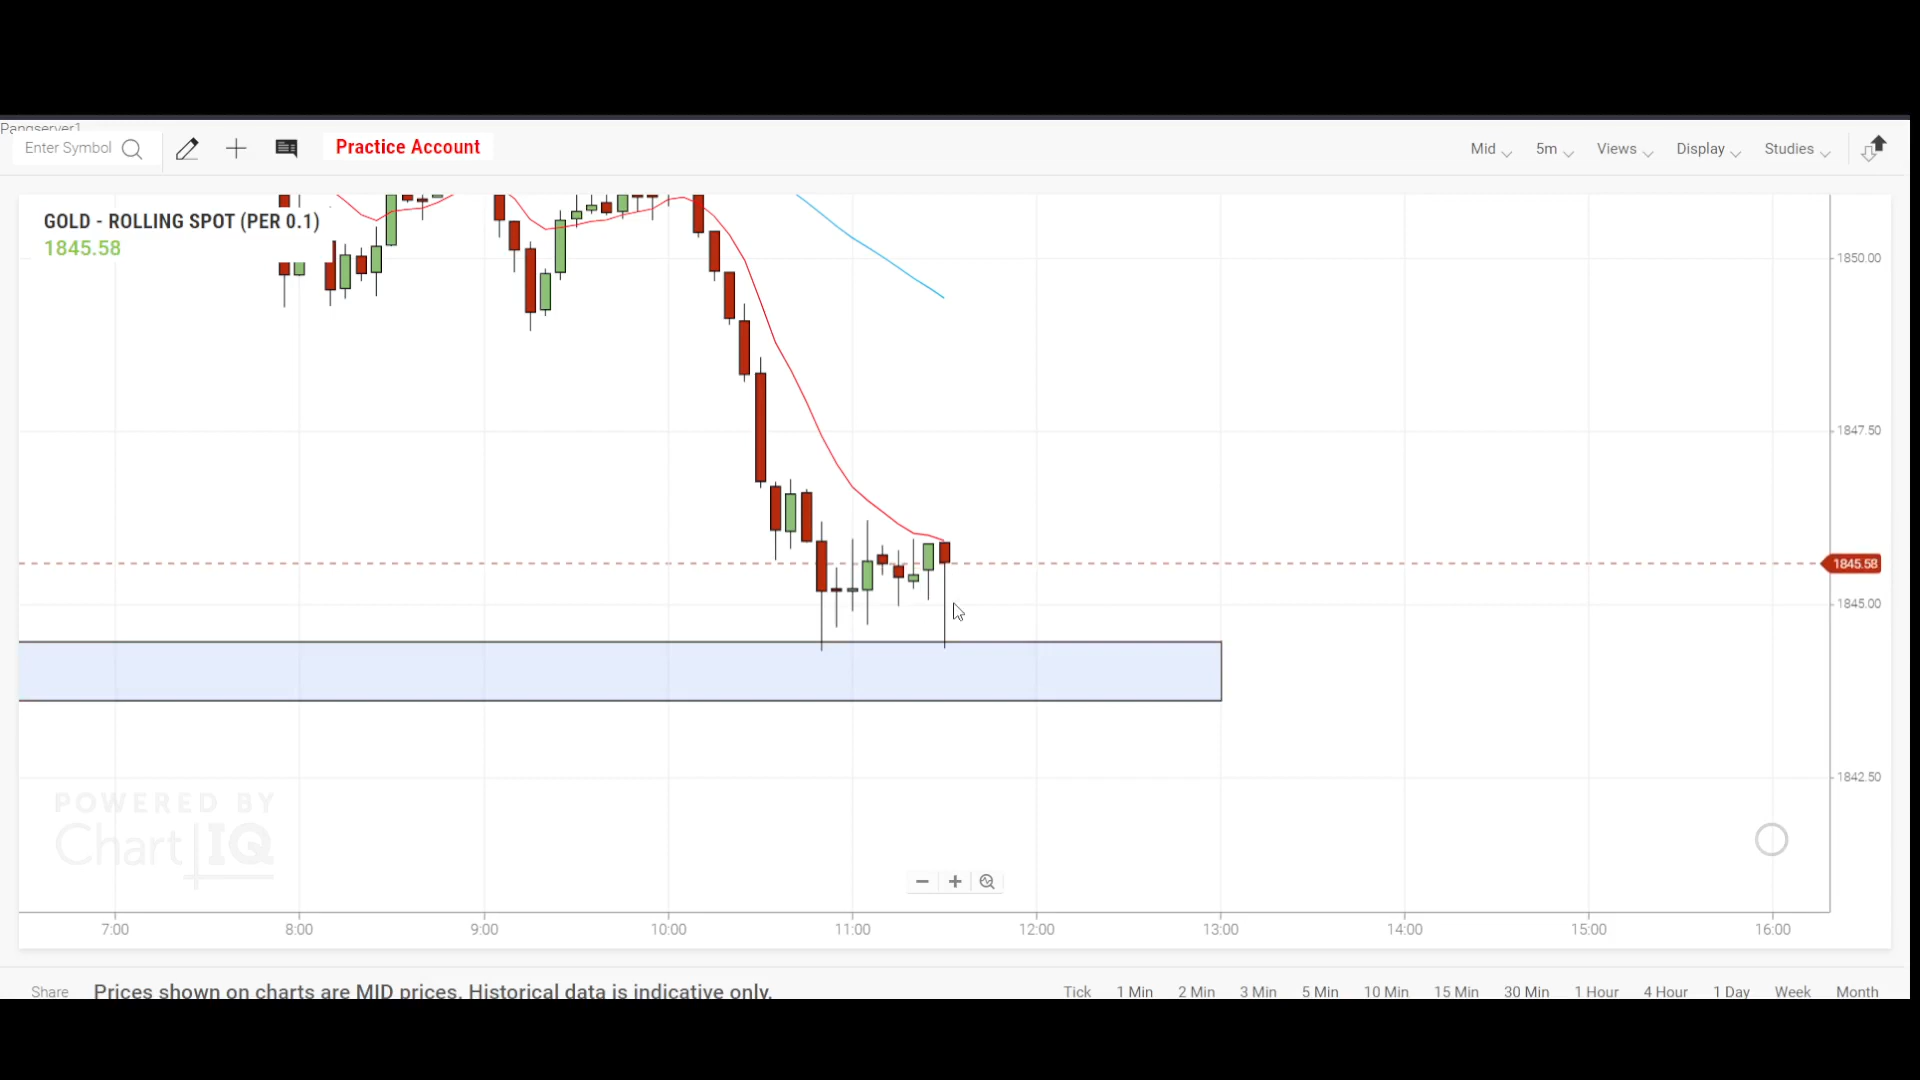 Pangserver1
Enter Symbol
Practice Account
Mid
5m
Views
Display
Studies
GOLD - ROLLING SPOT (PER 0.1)
1845.58
1850.00
1847.50
1845.58
1845.00
1842.50
POWERED BY
Chart IQ
7:00 8:00 9:00 10:00 11:00 12:00 13:00 14:00 15:00 16:00
Share Prices shown on charts are MID prices. Historical data is indicative only.
Tick 1 Min 2 Min 3 Min 5 Min 10 Min 15 Min 30 Min 1 Hour 4 Hour 1 Day Week Month